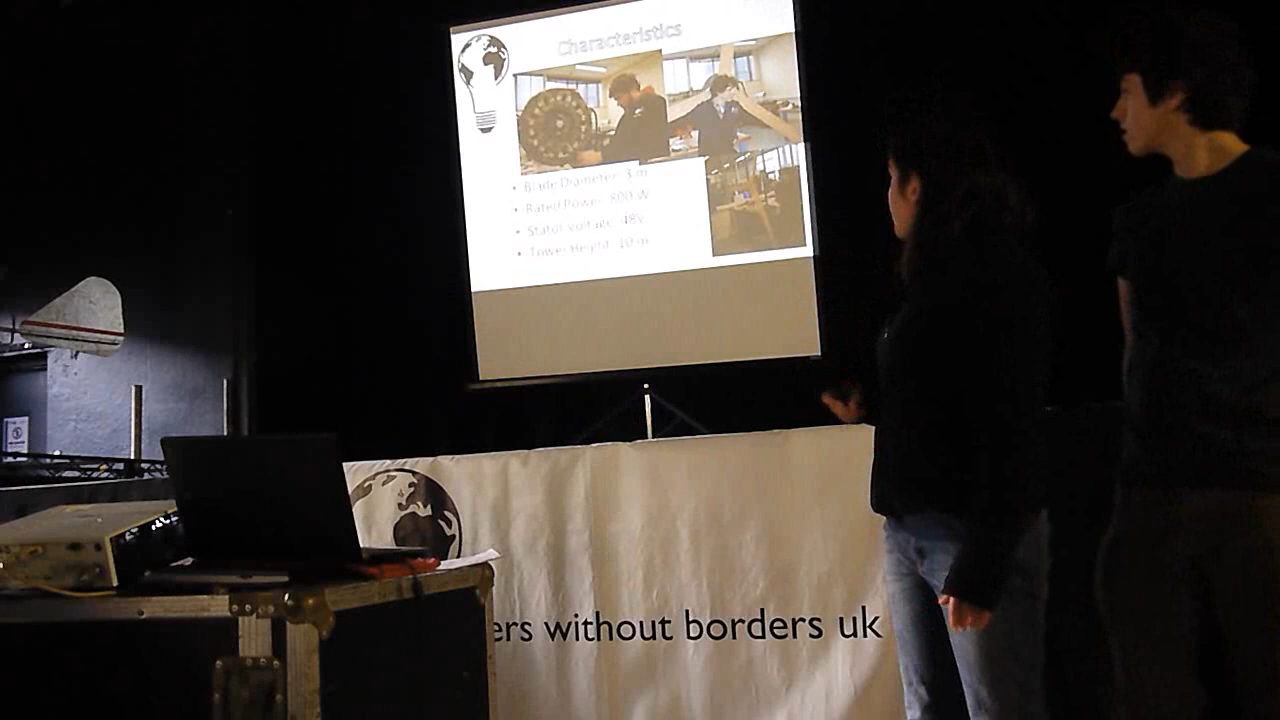 Characteristics
• Blade Diameter: 3 m
• Rated Power: 800 W
• Stator voltage: 48v
• Tower Height: 10 m
ers without borders uk